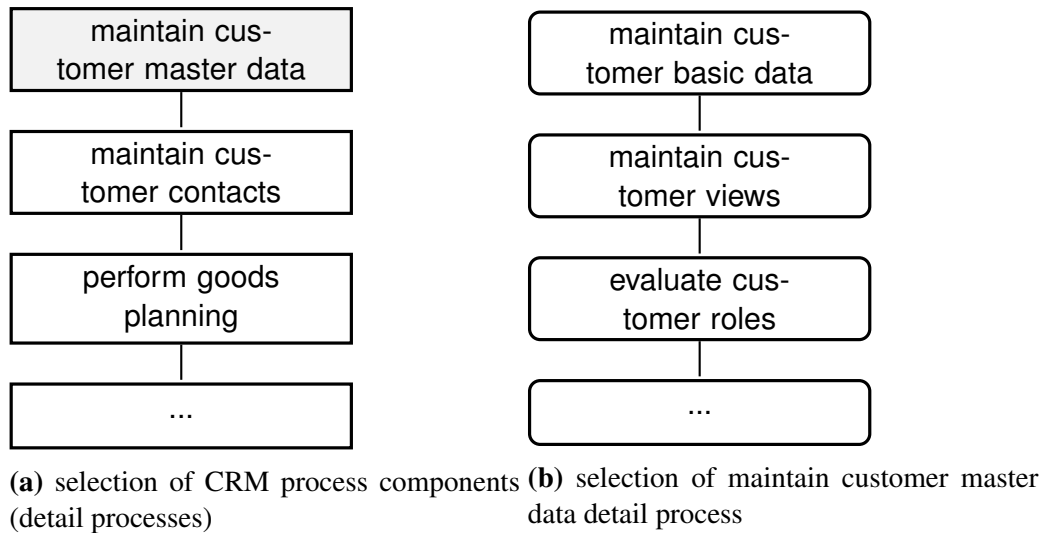 maintain cus-
tomer master data
maintain cus-
tomer contacts
perform goods
planning
...
(a) selection of CRM process components
(detail processes)
maintain cus-
tomer basic data
maintain cus-
tomer views
evaluate cus-
tomer roles
...
(b) selection of maintain customer master
data detail process